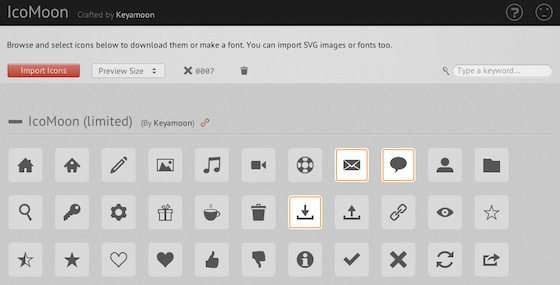 IcoMoon Crafted by Keyamoon
Browse and select icons below to download them or make a font. You can import SVG images or fonts too.
Import Icons Preview Size 0007 Type a keyword...
IcoMoon (limited) (By Keyamoon)